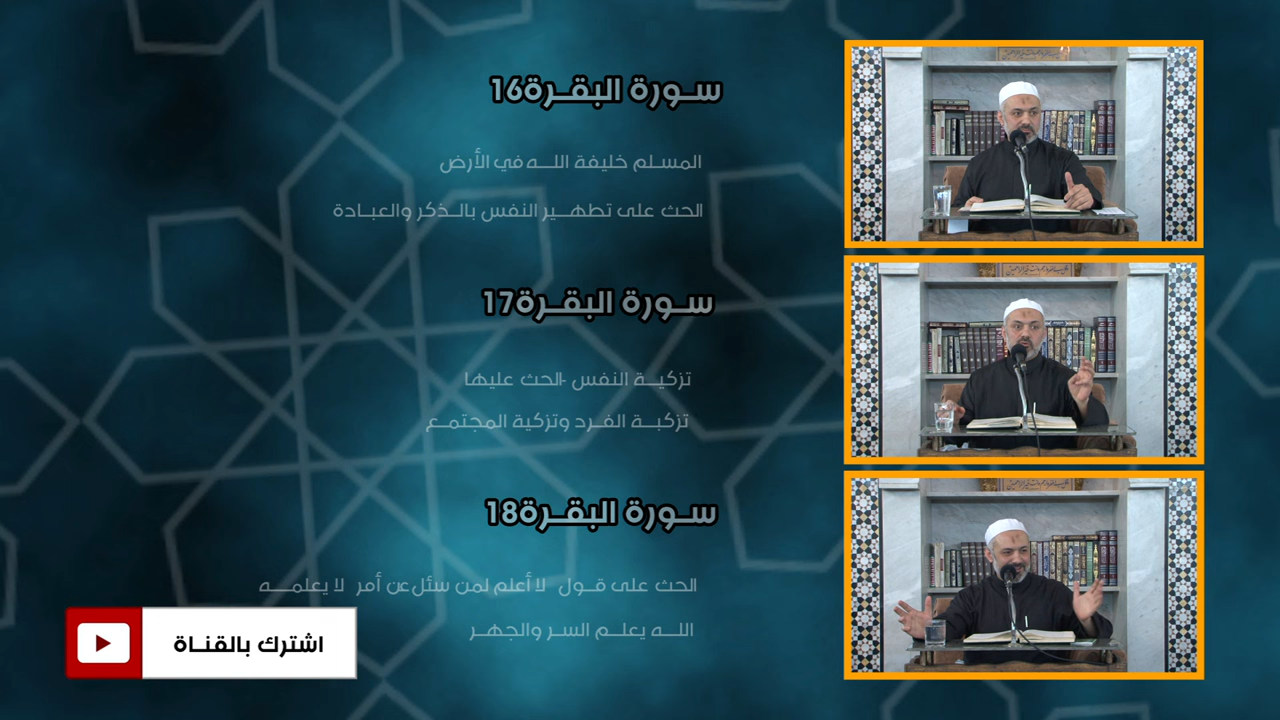 سورة البقرة16
المسلم خليفة الله في الأرض
الحث على تطهير النفس بالذكر والعبادة
سورة البقرة17
تزكية النفس -الحث عليها
تزكية الفرد وتزكية المجتمع
سورة البقرة18
الحث على قول لا أعلم لمن سئل عن أمر لا يعلمه
الله يعلم السر والجهر
اشترك بالقناة